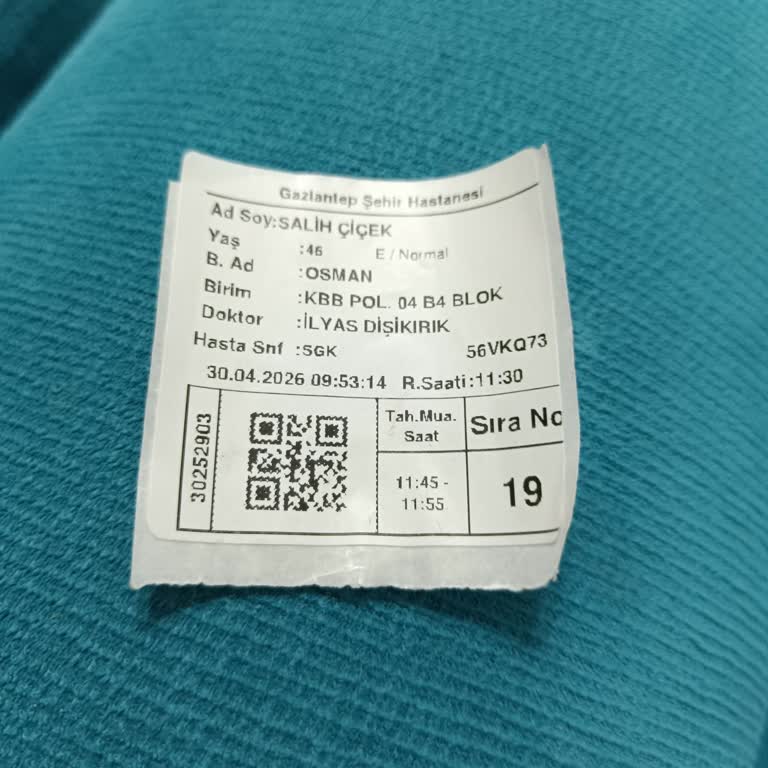 Gaziantep Şehir Hastanesi
Ad Soy:SALİH ÇİÇEK
Yaş :46 E / Normal
B. Ad :OSMAN
Birim :KBB POL. 04 B4 BLOK
Doktor :İLYAS DİŞİKIRIK
Hasta Snf :SGK 56VKQ73
30.04.2026 09:53:14 R.Saati:11:30
30252903
Tah.Mua. Saat
Sıra No
11:45 - 11:55
19